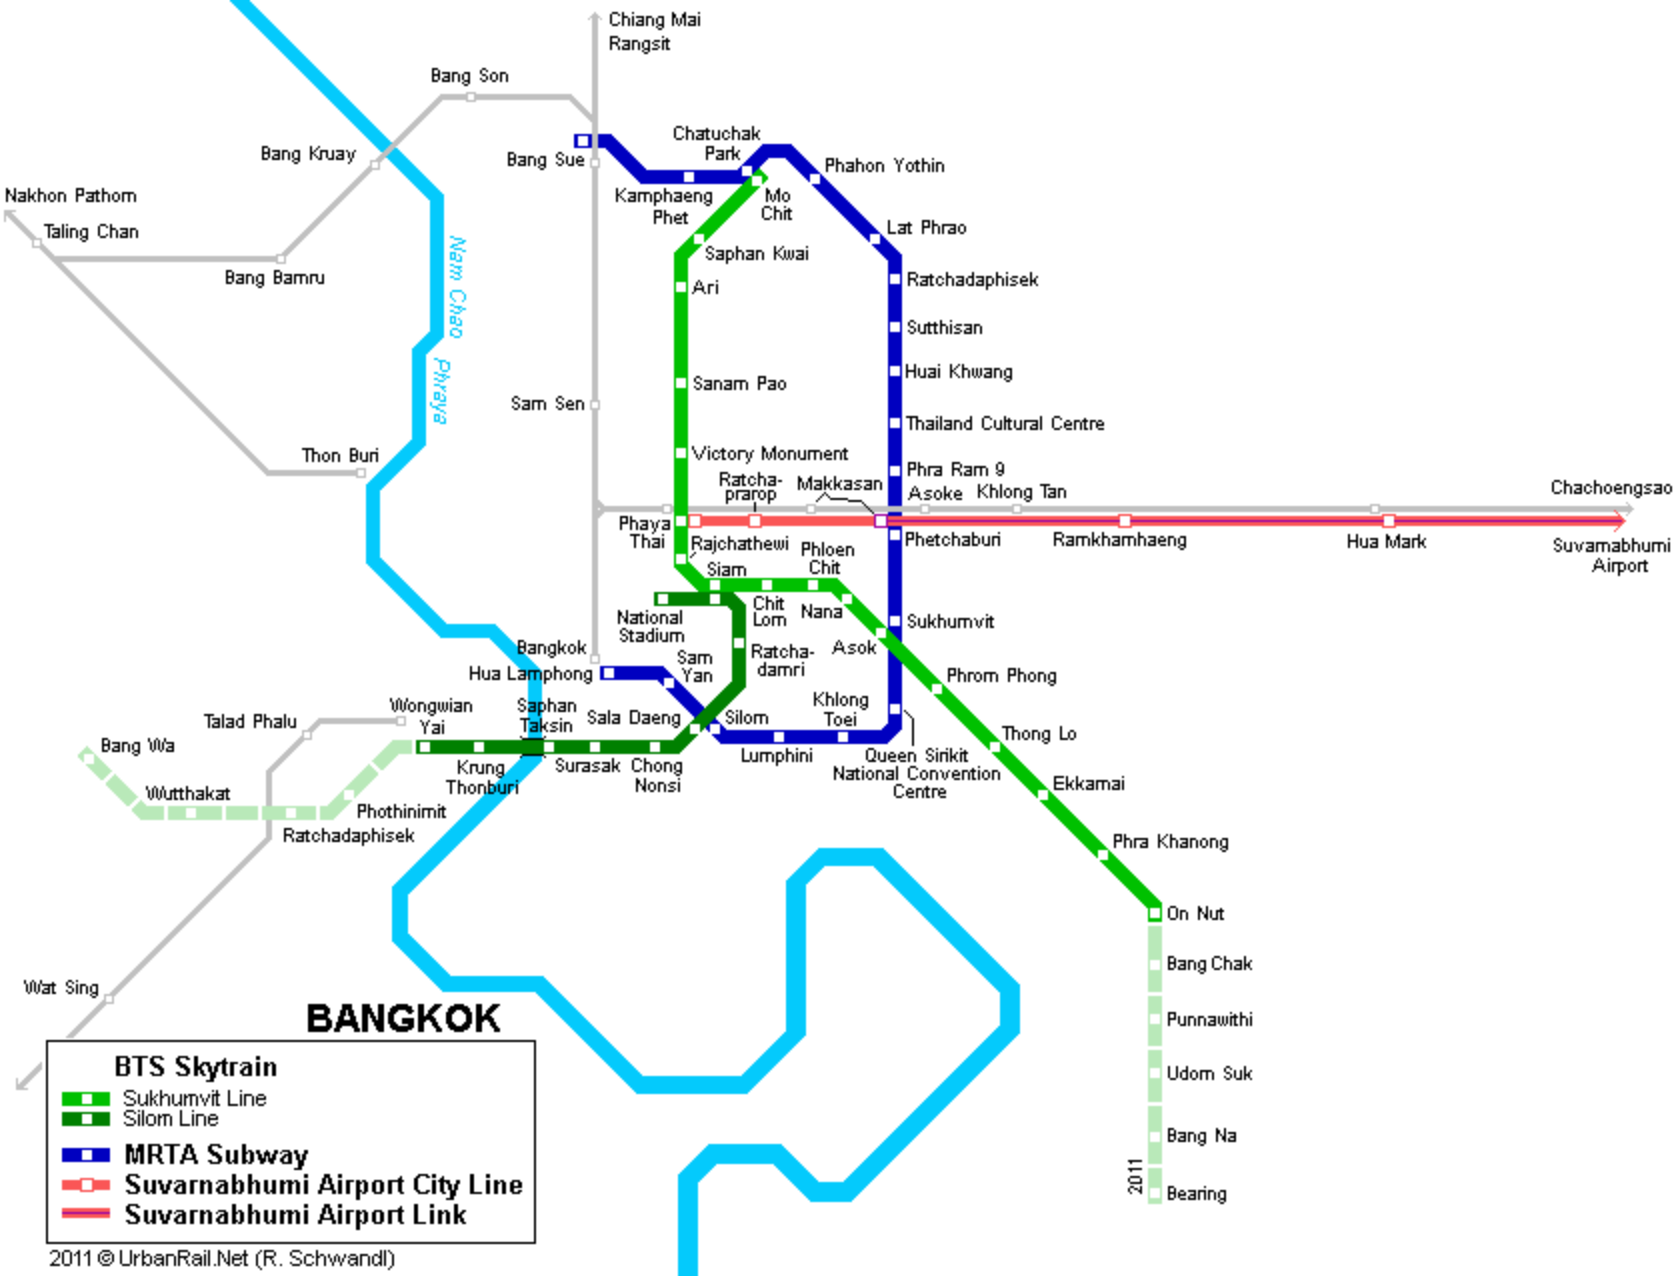 Chiang Mai
Rangsit
Bang Son
Chatuchak
Park
Bang Kruay
Bang Sue
Phahon Yothin
Nakhon Pathom
Kamphaeng
Phet
Mo
Chit
Taling Chan
Lat Phrao
Saphan Kwai
Bang Bamru
Nam Chao
Phraya
Ari
Ratchadaphisek
Sutthisan
Huai Khwang
Sanam Pao
Sam Sen
Thailand Cultural Centre
Thon Buri
Victory Monument
Phra Ram 9
Ratcha-
prarop
Makkasan
Asoke
Khlong Tan
Chachoengsao
Phaya
Thai
Rajchathewi
Phetchaburi
Ramkhamhaeng
Hua Mark
Suvarnabhumi
Airport
Siam
Phloen
Chit
National
Stadium
Chit
Lom
Nana
Sukhumvit
Bangkok
Asok
Hua Lamphong
Sam
Yan
Ratcha-
damri
Phrom Phong
Wongwian
Yai
Saphan
Taksin
Sala Daeng
Silom
Khlong
Toei
Talad Phalu
Thong Lo
Bang Wa
Krung
Thonburi
Surasak
Chong
Nonsi
Lumphini
Queen Sirikit
National Convention
Centre
Ekkamai
Wutthakat
Phothinimit
Ratchadaphisek
Phra Khanong
On Nut
Bang Chak
Wat Sing
Punnawithi
Udom Suk
Bang Na
2011
Bearing
BANGKOK
BTS Skytrain
Sukhumvit Line
Silom Line
MRTA Subway
Suvarnabhumi Airport City Line
Suvarnabhumi Airport Link
2011 © UrbanRail.Net (R. Schwandl)